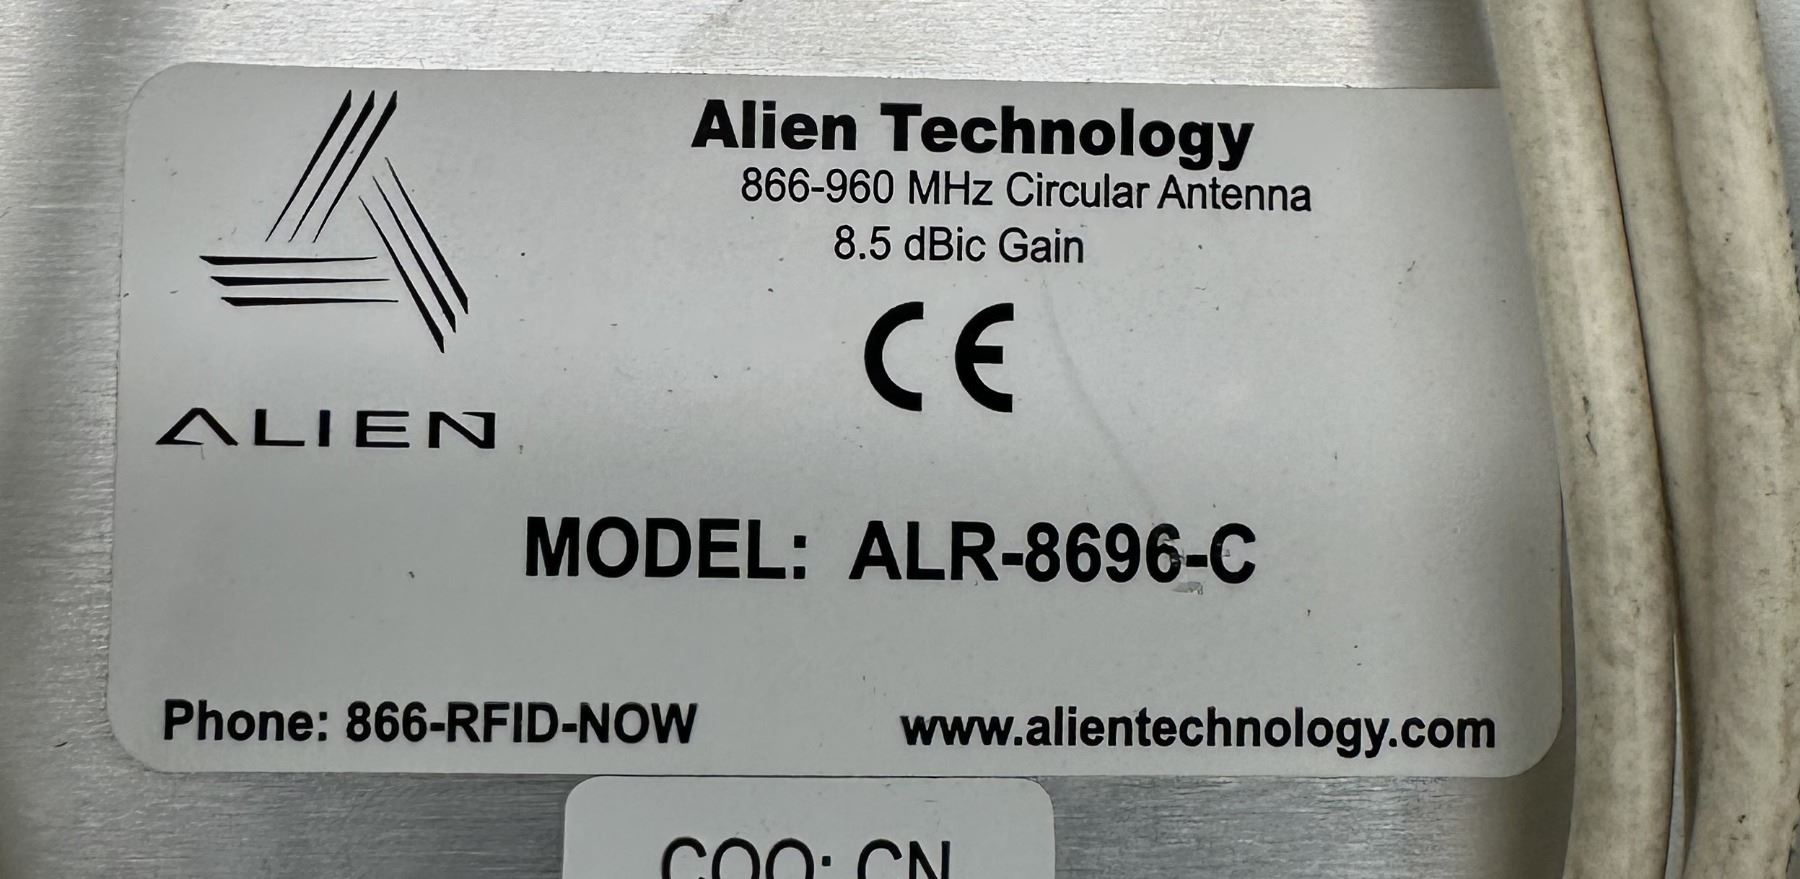 Alien Technology
866-960 MHz Circular Antenna
8.5 dBic Gain
CE
ALIEN
MODEL: ALR-8696-C
Phone: 866-RFID-NOW www.alientechnology.com
COO: CN